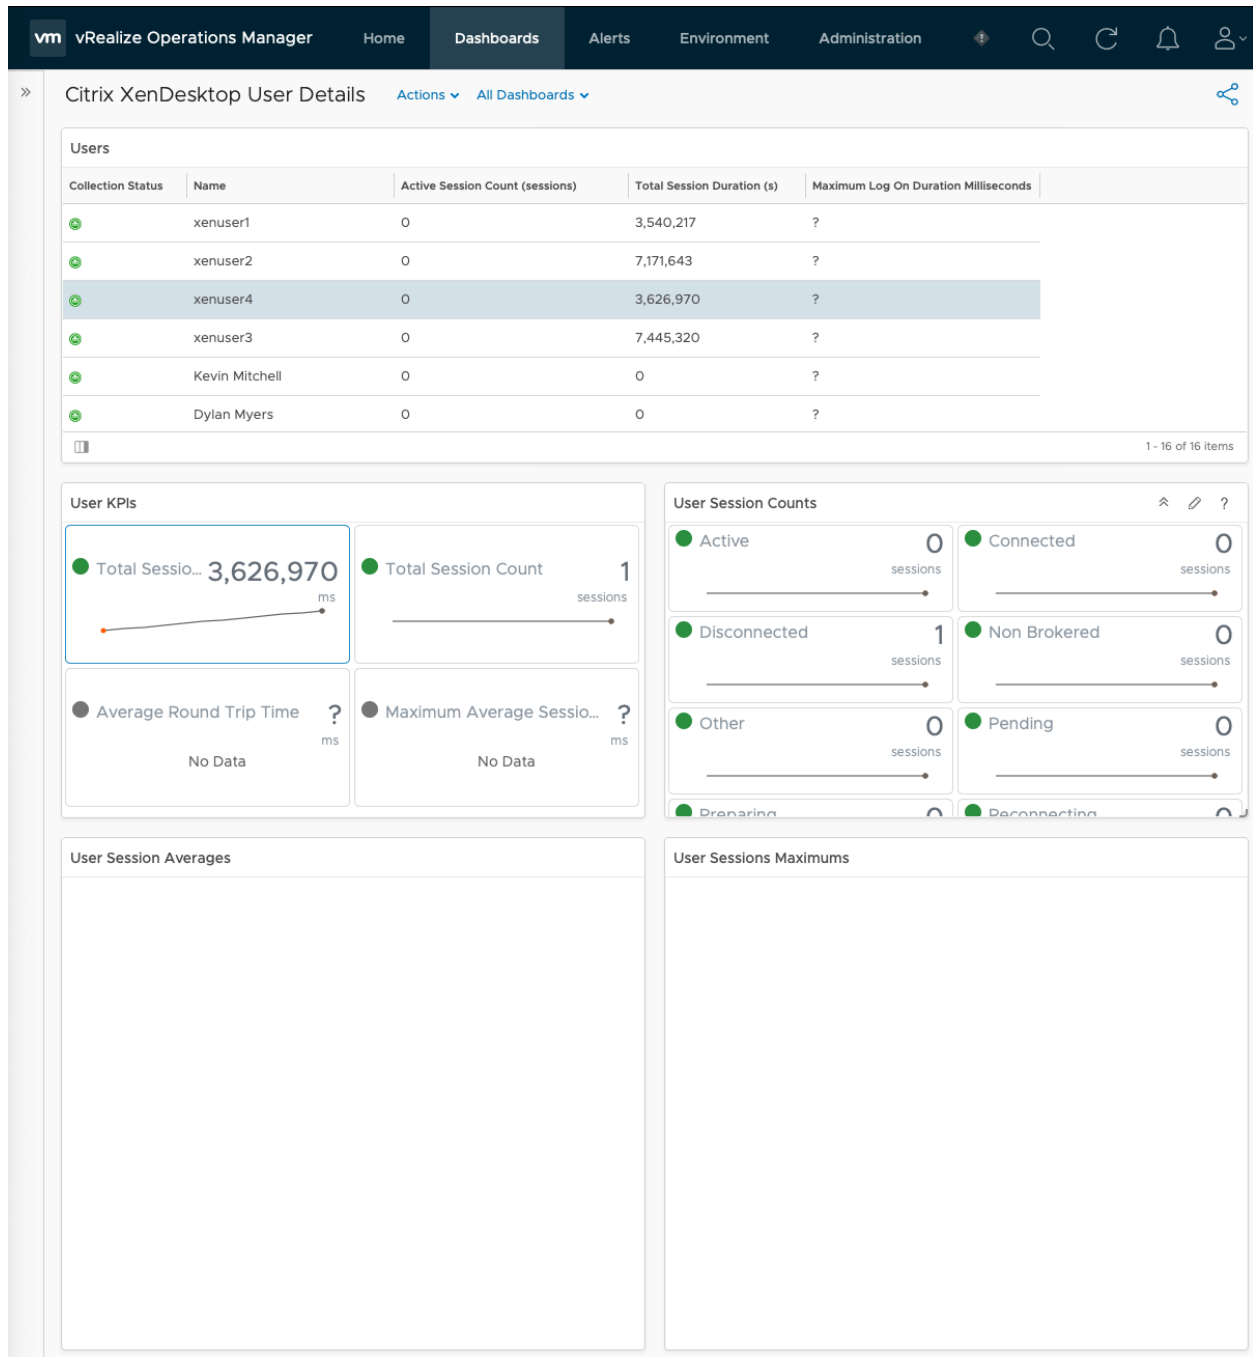 vm vRealize Operations Manager Home Dashboards Alerts Environment Administration
Citrix XenDesktop User Details Actions All Dashboards
Users
Collection Status Name Active Session Count (sessions) Total Session Duration (s) Maximum Log On Duration Milliseconds
xenuser1 0 3,540,217 ?
xenuser2 0 7,171,643 ?
xenuser4 0 3,626,970 ?
xenuser3 0 7,445,320 ?
Kevin Mitchell 0 0 ?
Dylan Myers 0 0 ?
1 - 16 of 16 items
User KPIs
Total Sessio... 3,626,970
ms
Total Session Count 1
sessions
Average Round Trip Time ?
ms
No Data
Maximum Average Sessio... ?
ms
No Data
User Session Counts ?
Active 0
sessions
Connected 0
sessions
Disconnected 1
sessions
Non Brokered 0
sessions
Other 0
sessions
Pending 0
sessions
Preparing 0
Reconnecting 0
User Session Averages
User Sessions Maximums